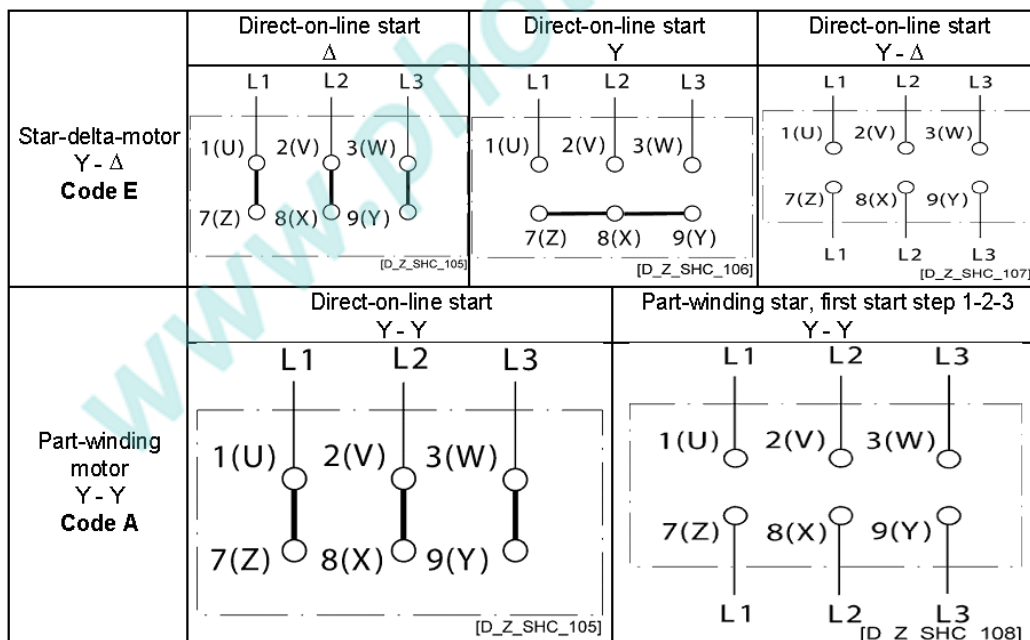 Direct-on-line start
Δ
Direct-on-line start
Y
Direct-on-line start
Y - Δ
Star-delta-motor
Y - Δ
Code E
L1 L2 L3
1(U) 2(V) 3(W)
7(Z) 8(X) 9(Y)
[D_Z_SHC_105]
L1 L2 L3
1(U) 2(V) 3(W)
7(Z) 8(X) 9(Y)
[D_Z_SHC_106]
L1 L2 L3
1(U) 2(V) 3(W)
7(Z) 8(X) 9(Y)
L1 L2 L3
[D_Z_SHC_107]
Part-winding
motor
Y - Y
Code A
Direct-on-line start
Y - Y
L1 L2 L3
1(U) 2(V) 3(W)
7(Z) 8(X) 9(Y)
[D_Z_SHC_105]
Part-winding star, first start step 1-2-3
Y - Y
L1 L2 L3
1(U) 2(V) 3(W)
7(Z) 8(X) 9(Y)
L1 L2 L3
[D_Z_SHC_108]
www.pho